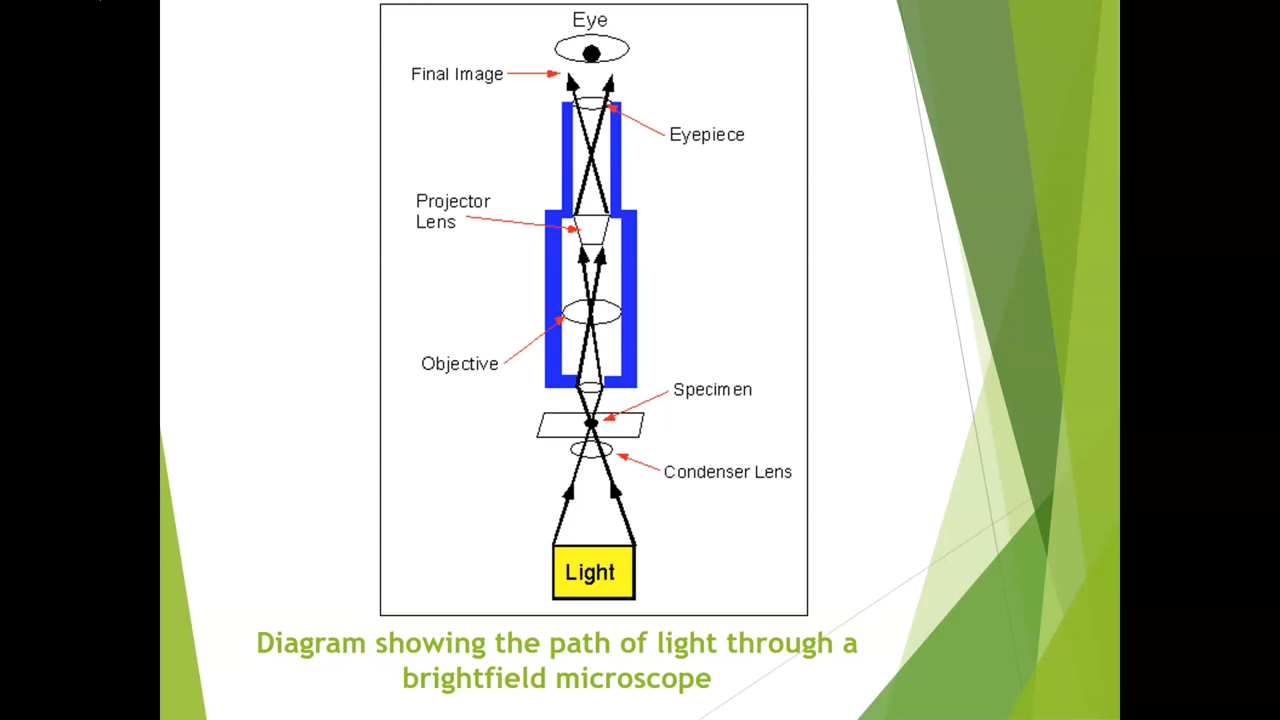 Eye
Final Image
Eyepiece
Projector
Lens
Objective
Specimen
Condenser Lens
Light
Diagram showing the path of light through a
brightfield microscope